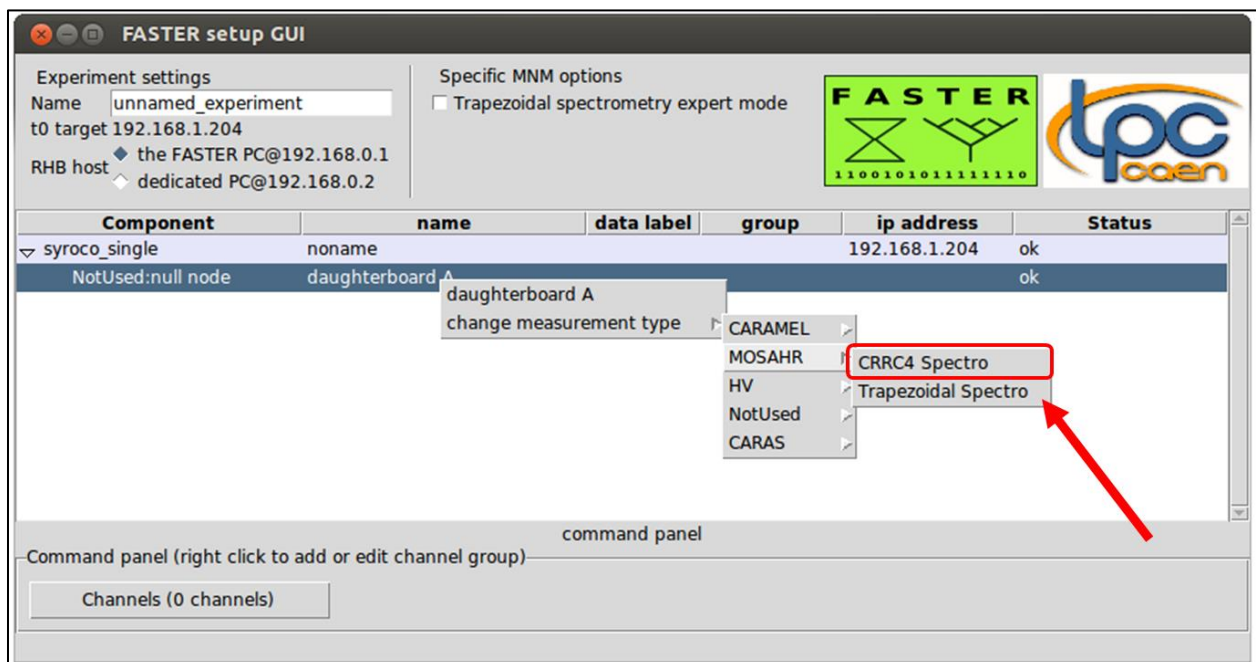 FASTER setup GUI
Experiment settings
Name unnamed_experiment
t0 target 192.168.1.204
RHB host the FASTER PC@192.168.0.1
dedicated PC@192.168.0.2
Specific MNM options
Trapezoidal spectrometry expert mode
FASTER
1100101011111110
lpc
caen
Component name data label group ip address Status
syroco_single noname 192.168.1.204 ok
NotUsed:null node daughterboard A ok
daughterboard A
change measurement type
CARAMEL
MOSAHR
HV
NotUsed
CARAS
CRRC4 Spectro
Trapezoidal Spectro
command panel
Command panel (right click to add or edit channel group)
Channels (0 channels)